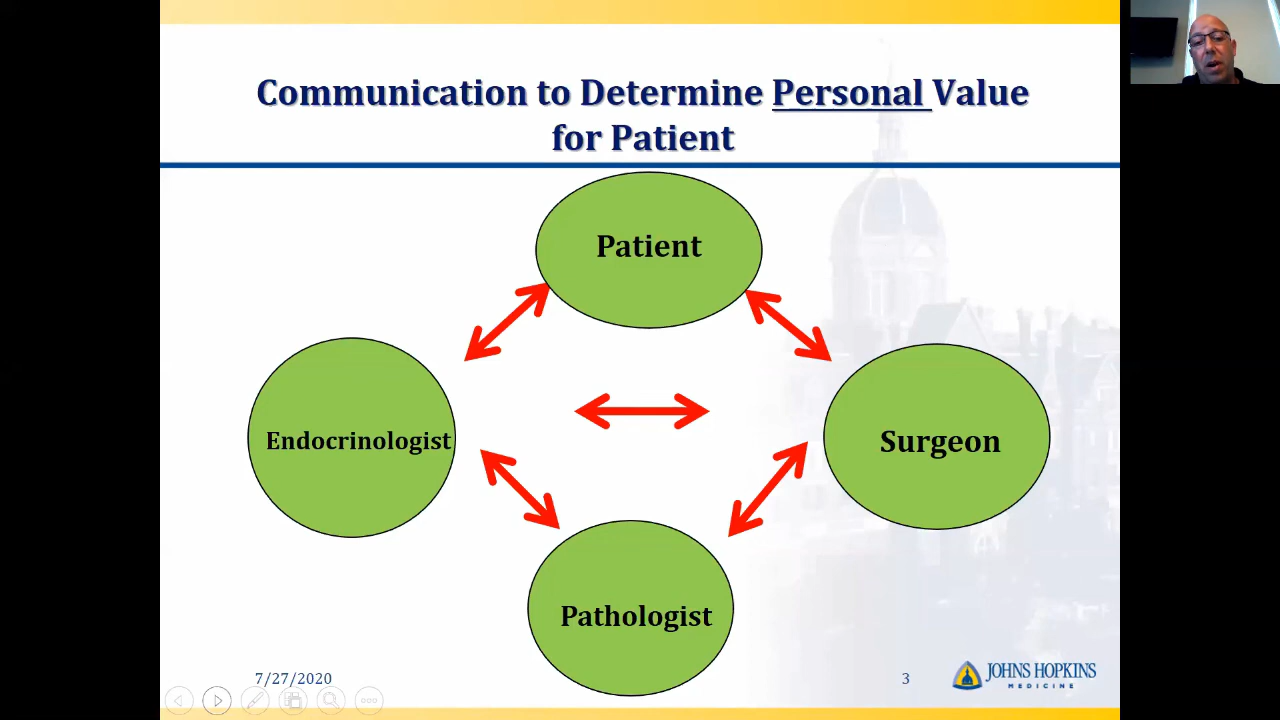 Communication to Determine Personal Value
for Patient
Patient
Endocrinologist
Surgeon
Pathologist
7/27/2020
3
JOHNS HOPKINS
MEDICINE